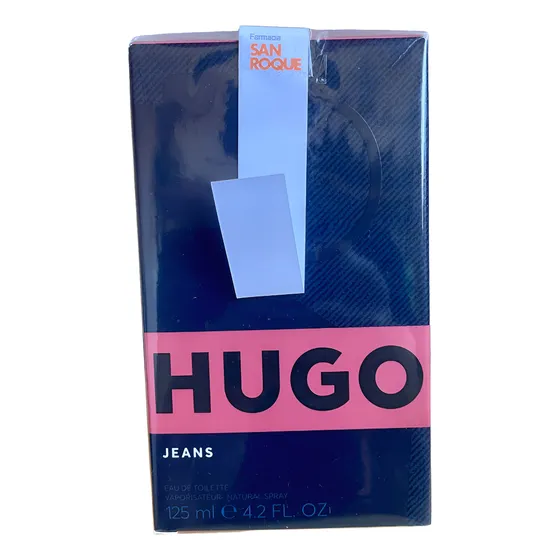 Farmacia
SAN
ROQUE
HUGO
JEANS
EAU DE TOILETTE
VAPORISATEUR NATURAL SPRAY
125 ml ℮ 4.2 FL. OZ